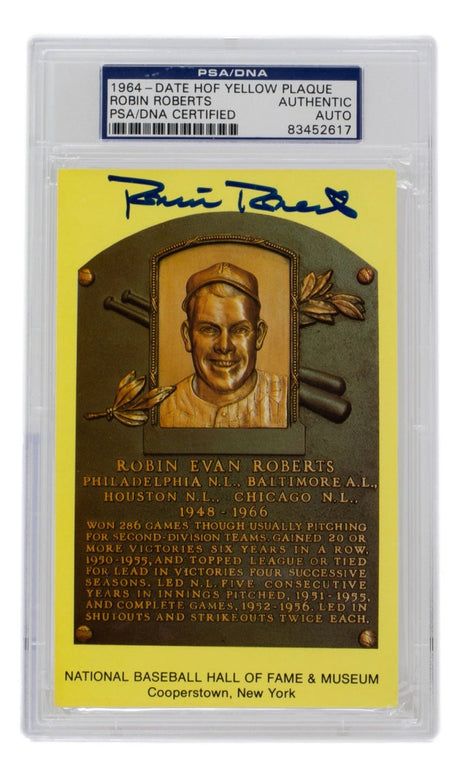 PSA/DNA
1964 - DATE HOF YELLOW PLAQUE
ROBIN ROBERTS AUTHENTIC
PSA/DNA CERTIFIED AUTO
83452617
Robin Roberts
ROBIN EVAN ROBERTS
PHILADELPHIA N.L., BALTIMORE A.L.,
HOUSTON N.L., CHICAGO N.L.,
1948 - 1966
WON 286 GAMES THOUGH USUALLY PITCHING
FOR SECOND-DIVISION TEAMS. GAINED 20 OR
MORE VICTORIES SIX YEARS IN A ROW,
1950-1955, AND TOPPED LEAGUE OR TIED
FOR LEAD IN VICTORIES FOUR SUCCESSIVE
SEASONS. LED N.L. FIVE CONSECUTIVE
YEARS IN INNINGS PITCHED, 1951-1955,
AND COMPLETE GAMES, 1952-1956. LED IN
SHUTOUTS AND STRIKEOUTS TWICE EACH.
NATIONAL BASEBALL HALL OF FAME & MUSEUM
Cooperstown, New York